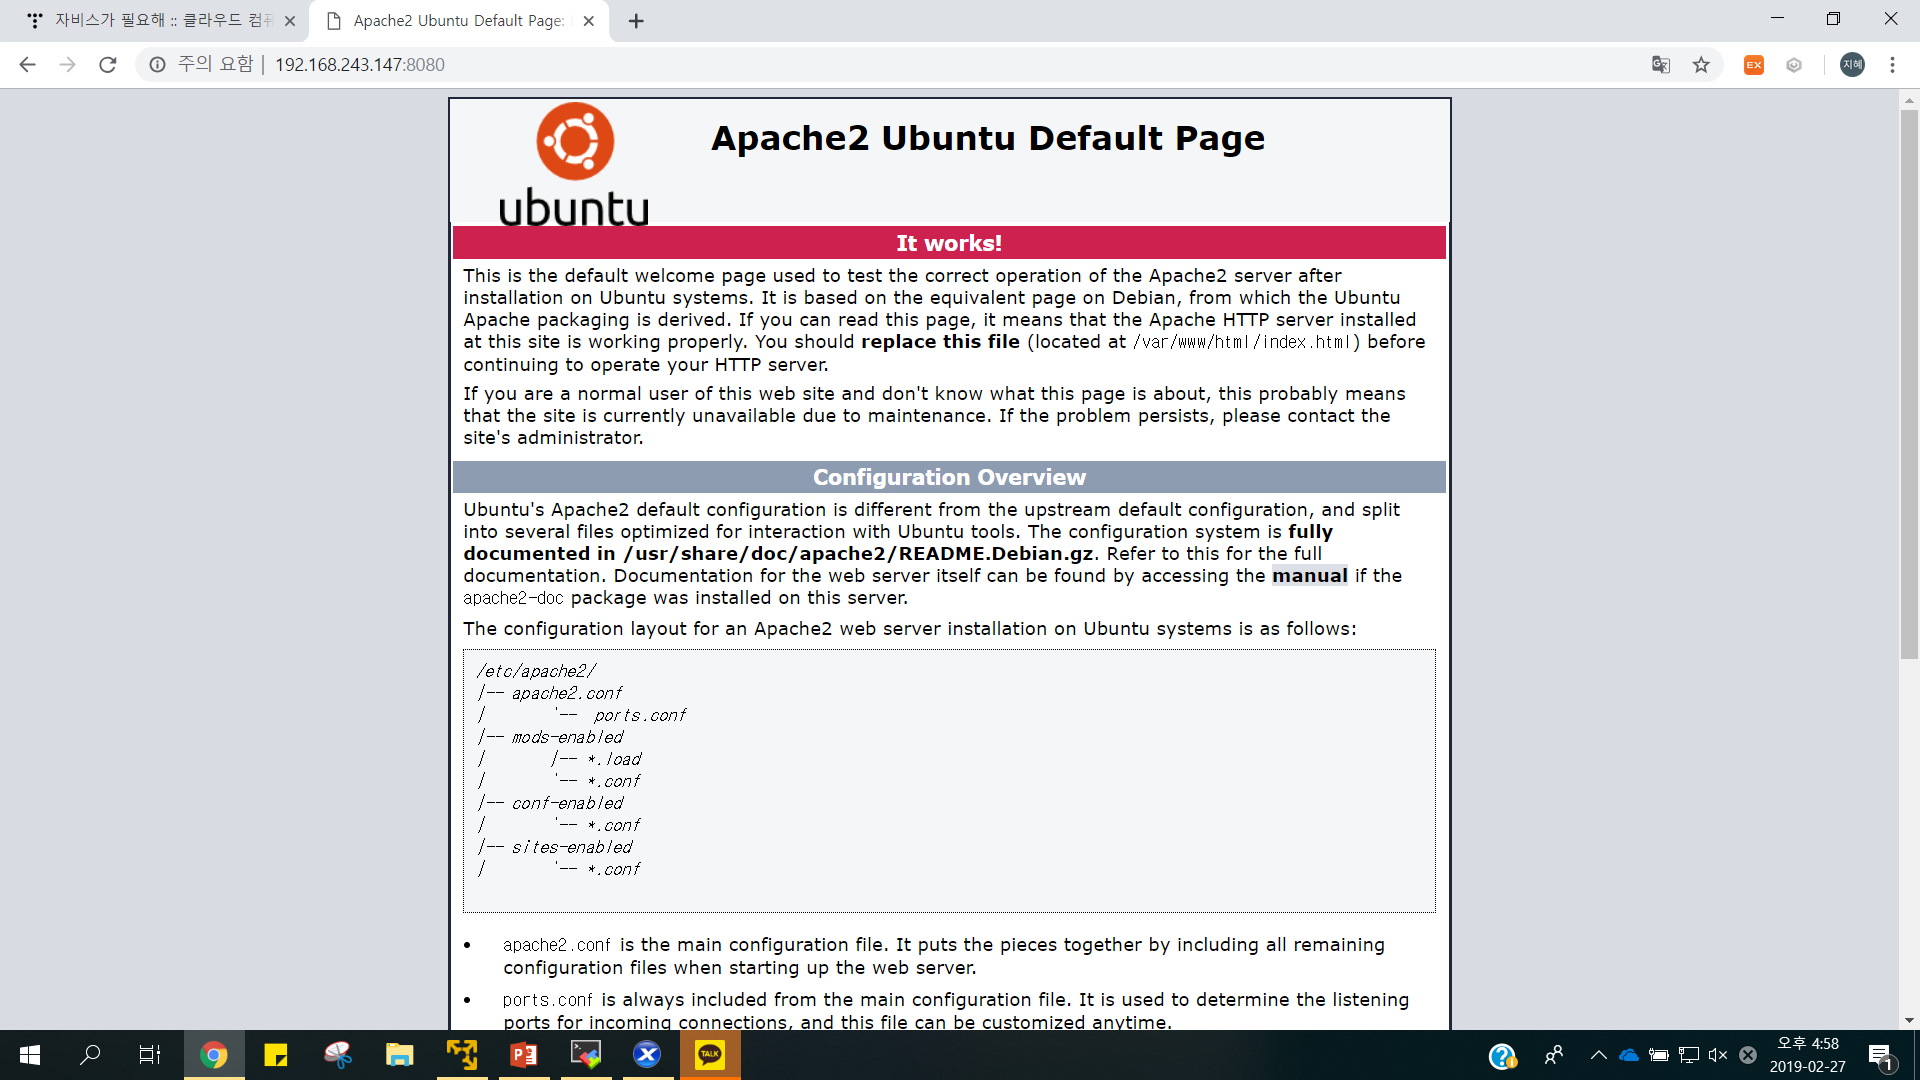 자비스가 필요해 :: 클라우드 컴퓨
Apache2 Ubuntu Default Page:
주의 요함 | 192.168.243.147:8080
EX
지혜
Apache2 Ubuntu Default Page
ubuntu
It works!
This is the default welcome page used to test the correct operation of the Apache2 server after
installation on Ubuntu systems. It is based on the equivalent page on Debian, from which the Ubuntu
Apache packaging is derived. If you can read this page, it means that the Apache HTTP server installed
at this site is working properly. You should replace this file (located at /var/www/html/index.html) before
continuing to operate your HTTP server.
If you are a normal user of this web site and don't know what this page is about, this probably means
that the site is currently unavailable due to maintenance. If the problem persists, please contact the
site's administrator.
Configuration Overview
Ubuntu's Apache2 default configuration is different from the upstream default configuration, and split
into several files optimized for interaction with Ubuntu tools. The configuration system is fully
documented in /usr/share/doc/apache2/README.Debian.gz. Refer to this for the full
documentation. Documentation for the web server itself can be found by accessing the manual if the
apache2-doc package was installed on this server.
The configuration layout for an Apache2 web server installation on Ubuntu systems is as follows:
/etc/apache2/
|-- apache2.conf
|       `--  ports.conf
|-- mods-enabled
|       |-- *.load
|       `-- *.conf
|-- conf-enabled
|       `-- *.conf
|-- sites-enabled
|       `-- *.conf
• apache2.conf is the main configuration file. It puts the pieces together by including all remaining
configuration files when starting up the web server.
• ports.conf is always included from the main configuration file. It is used to determine the listening
ports for incoming connections, and this file can be customized anytime.
TALK
오후 4:58
2019-02-27
1